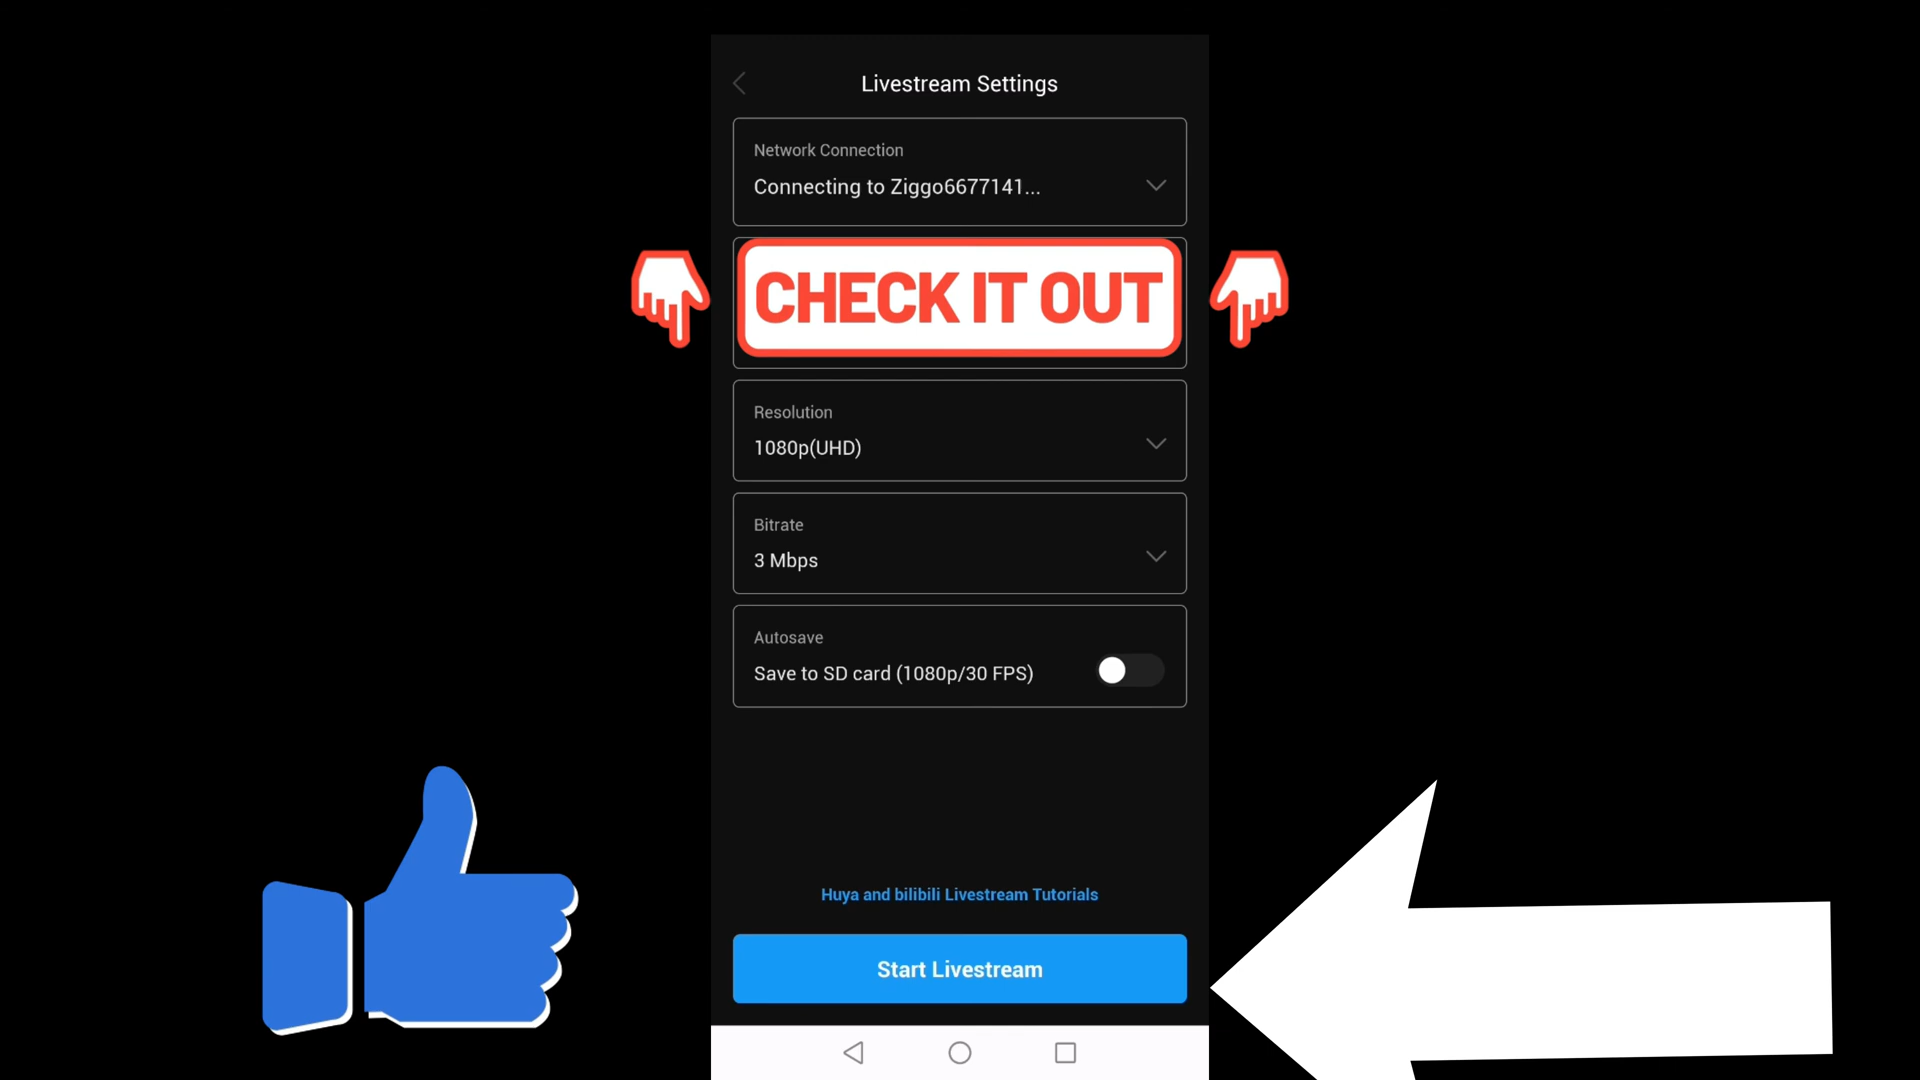 Livestream Settings
Network Connection
Connecting to Ziggo6677141...
CHECK IT OUT
Resolution
1080p(UHD)
Bitrate
3 Mbps
Autosave
Save to SD card (1080p/30 FPS)
Huya and bilibili Livestream Tutorials
Start Livestream